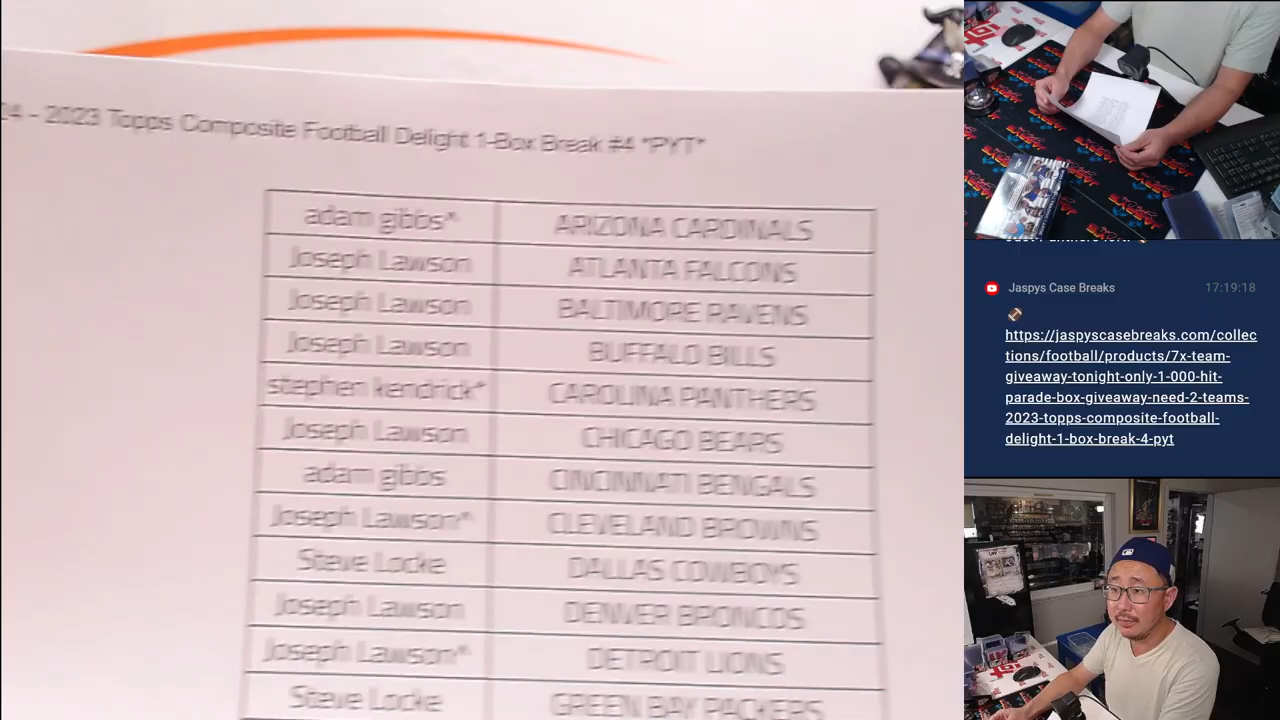 24 - 2023 Topps Composite Football Delight 1-Box Break #4 *PYT*
adam gibbs* ARIZONA CARDINALS
Joseph Lawson ATLANTA FALCONS
Joseph Lawson BALTIMORE RAVENS
Joseph Lawson BUFFALO BILLS
stephen kendrick* CAROLINA PANTHERS
Joseph Lawson CHICAGO BEARS
adam gibbs CINCINNATI BENGALS
Joseph Lawson* CLEVELAND BROWNS
Steve Locke DALLAS COWBOYS
Joseph Lawson DENVER BRONCOS
Joseph Lawson* DETROIT LIONS
Steve Locke GREEN BAY PACKERS
Jaspys Case Breaks 17:19:18
🏈
https://jaspyscasebreaks.com/collec
tions/football/products/7x-team-
giveaway-tonight-only-1-000-hit-
parade-box-giveaway-need-2-teams-
2023-topps-composite-football-
delight-1-box-break-4-pyt